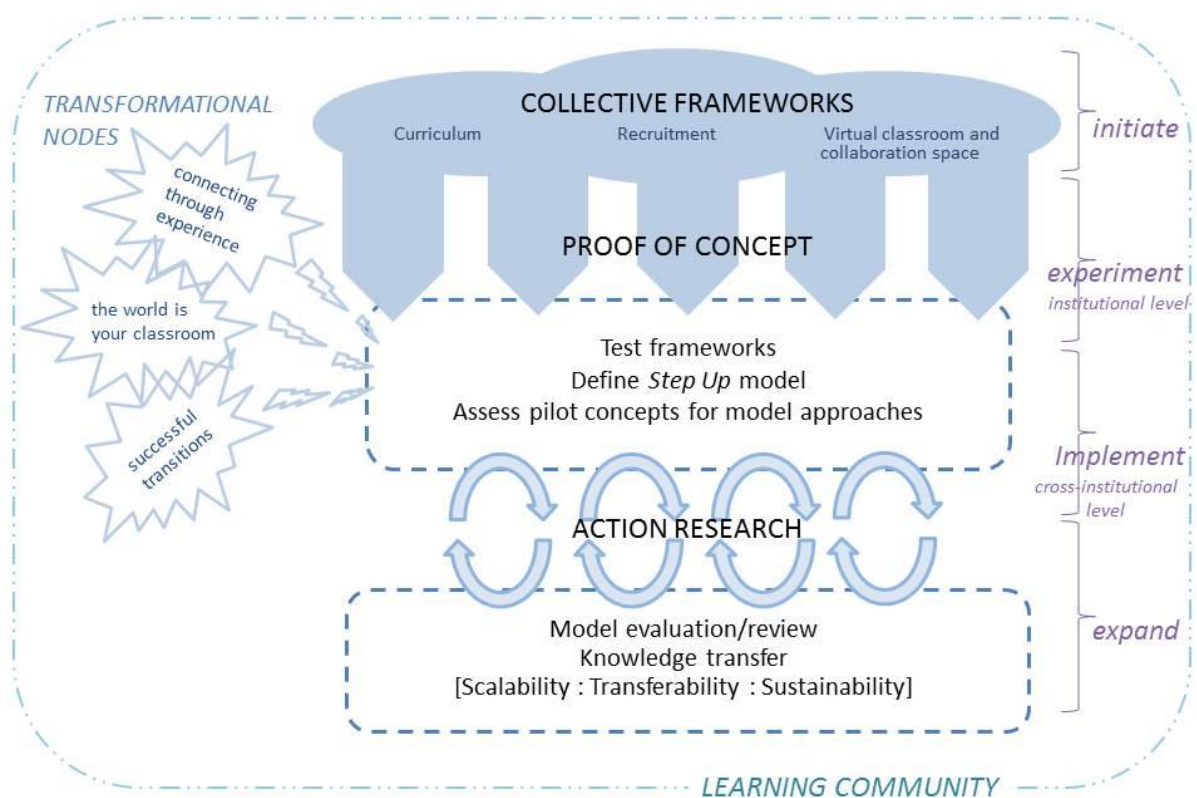 TRANSFORMATIONAL
NODES
connecting
through
experience
the world is
your classroom
successful
transitions
COLLECTIVE FRAMEWORKS
Curriculum
Recruitment
Virtual classroom and
collaboration space
PROOF OF CONCEPT
Test frameworks
Define Step Up model
Assess pilot concepts for model approaches
ACTION RESEARCH
Model evaluation/review
Knowledge transfer
[Scalability : Transferability : Sustainability]
initiate
experiment
institutional level
Implement
cross-institutional
level
expand
LEARNING COMMUNITY